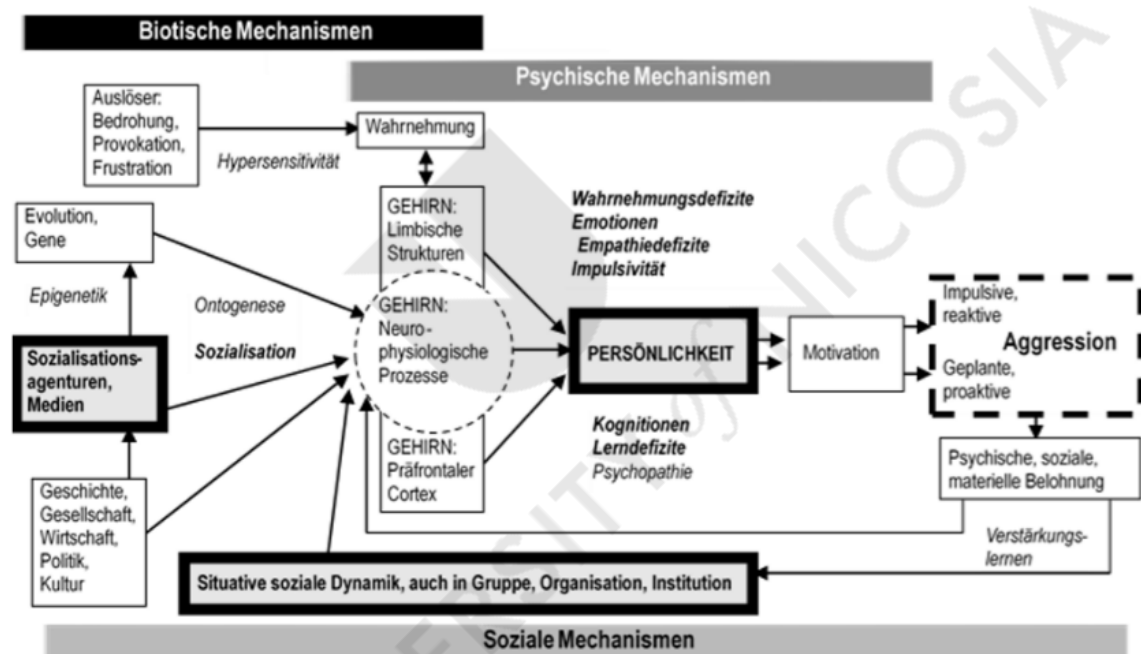 Biotische Mechanismen
Psychische Mechanismen
Auslöser:
Bedrohung,
Provokation,
Frustration
Hypersensitivität
Wahrnehmung
Evolution,
Gene
Epigenetik
Ontogenese
Sozialisation
Sozialisations-
agenturen,
Medien
Geschichte,
Gesellschaft,
Wirtschaft,
Politik,
Kultur
GEHIRN:
Limbische
Strukturen
GEHIRN:
Neuro-
physiologische
Prozesse
GEHIRN:
Präfrontaler
Cortex
Wahrnehmungsdefizite
Emotionen
Empathiedefizite
Impulsivität
PERSÖNLICHKEIT
Kognitionen
Lerndefizite
Psychopathie
Motivation
Impulsive,
reaktive
Aggression
Geplante,
proaktive
Psychische, soziale,
materielle Belohnung
Verstärkungs-
lernen
Situative soziale Dynamik, auch in Gruppe, Organisation, Institution
Soziale Mechanismen
ERSITY of NICOSIA